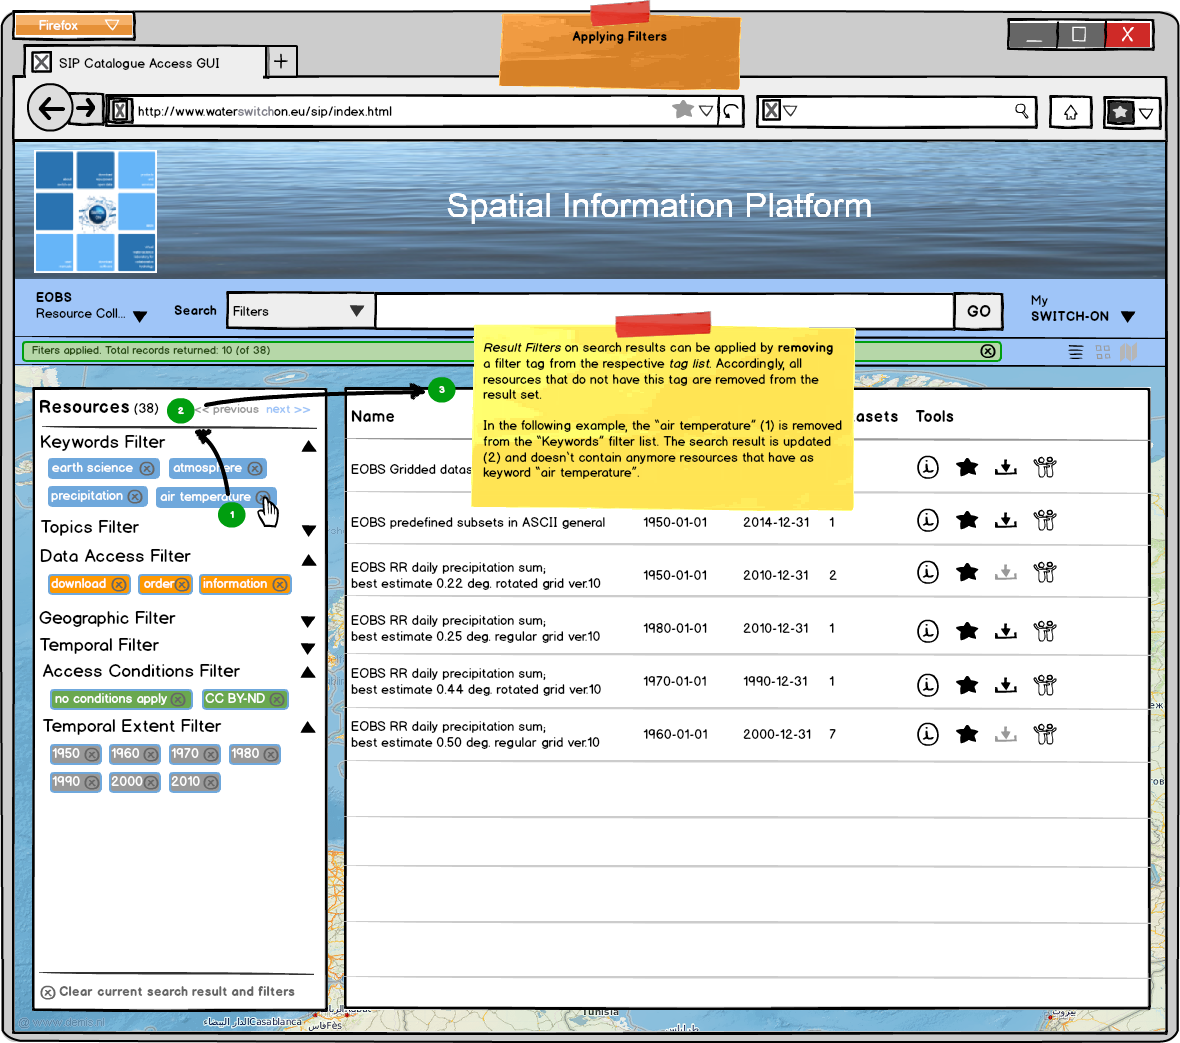 Firefox
Applying Filters
SIP Catalogue Access GUI
http://www.waterswitchon.eu/sip/index.html
Spatial Information Platform
EOBS
Resource Coll...
Search
Filters
GO
My
SWITCH-ON
Fiters applied. Total records returned: 10 (of 38)
Result Filters on search results can be applied by removing
a filter tag from the respective tag list. Accordingly, all
resources that do not have this tag are removed from the
result set.
In the following example, the "air temperature" (1) is removed
from the "Keywords" filter list. The search result is updated
(2) and doesn`t contain anymore resources that have as
keyword "air temperature".
Resources (38)
2
<< previous
next >>
3
Keywords Filter
earth science
atmosphere
precipitation
air temperature
1
Topics Filter
Data Access Filter
download
order
information
Geographic Filter
Temporal Filter
Access Conditions Filter
no conditions apply
CC BY-ND
Temporal Extent Filter
1950
1960
1970
1980
1990
2000
2010
Clear current search result and filters
Name
asets
Tools
EOBS Gridded datas
EOBS predefined subsets in ASCII general
1950-01-01
2014-12-31
1
EOBS RR daily precipitation sum;
best estimate 0.22 deg. rotated grid ver.10
1950-01-01
2010-12-31
2
EOBS RR daily precipitation sum;
best estimate 0.25 deg. regular grid ver.10
1980-01-01
2010-12-31
1
EOBS RR daily precipitation sum;
best estimate 0.44 deg. rotated grid ver.10
1970-01-01
1990-12-31
1
EOBS RR daily precipitation sum;
best estimate 0.50 deg. regular grid ver.10
1960-01-01
2000-12-31
7
الدار البيضاء Casablanca
فاس Fès
Tunisia
طرابلس
بيروت